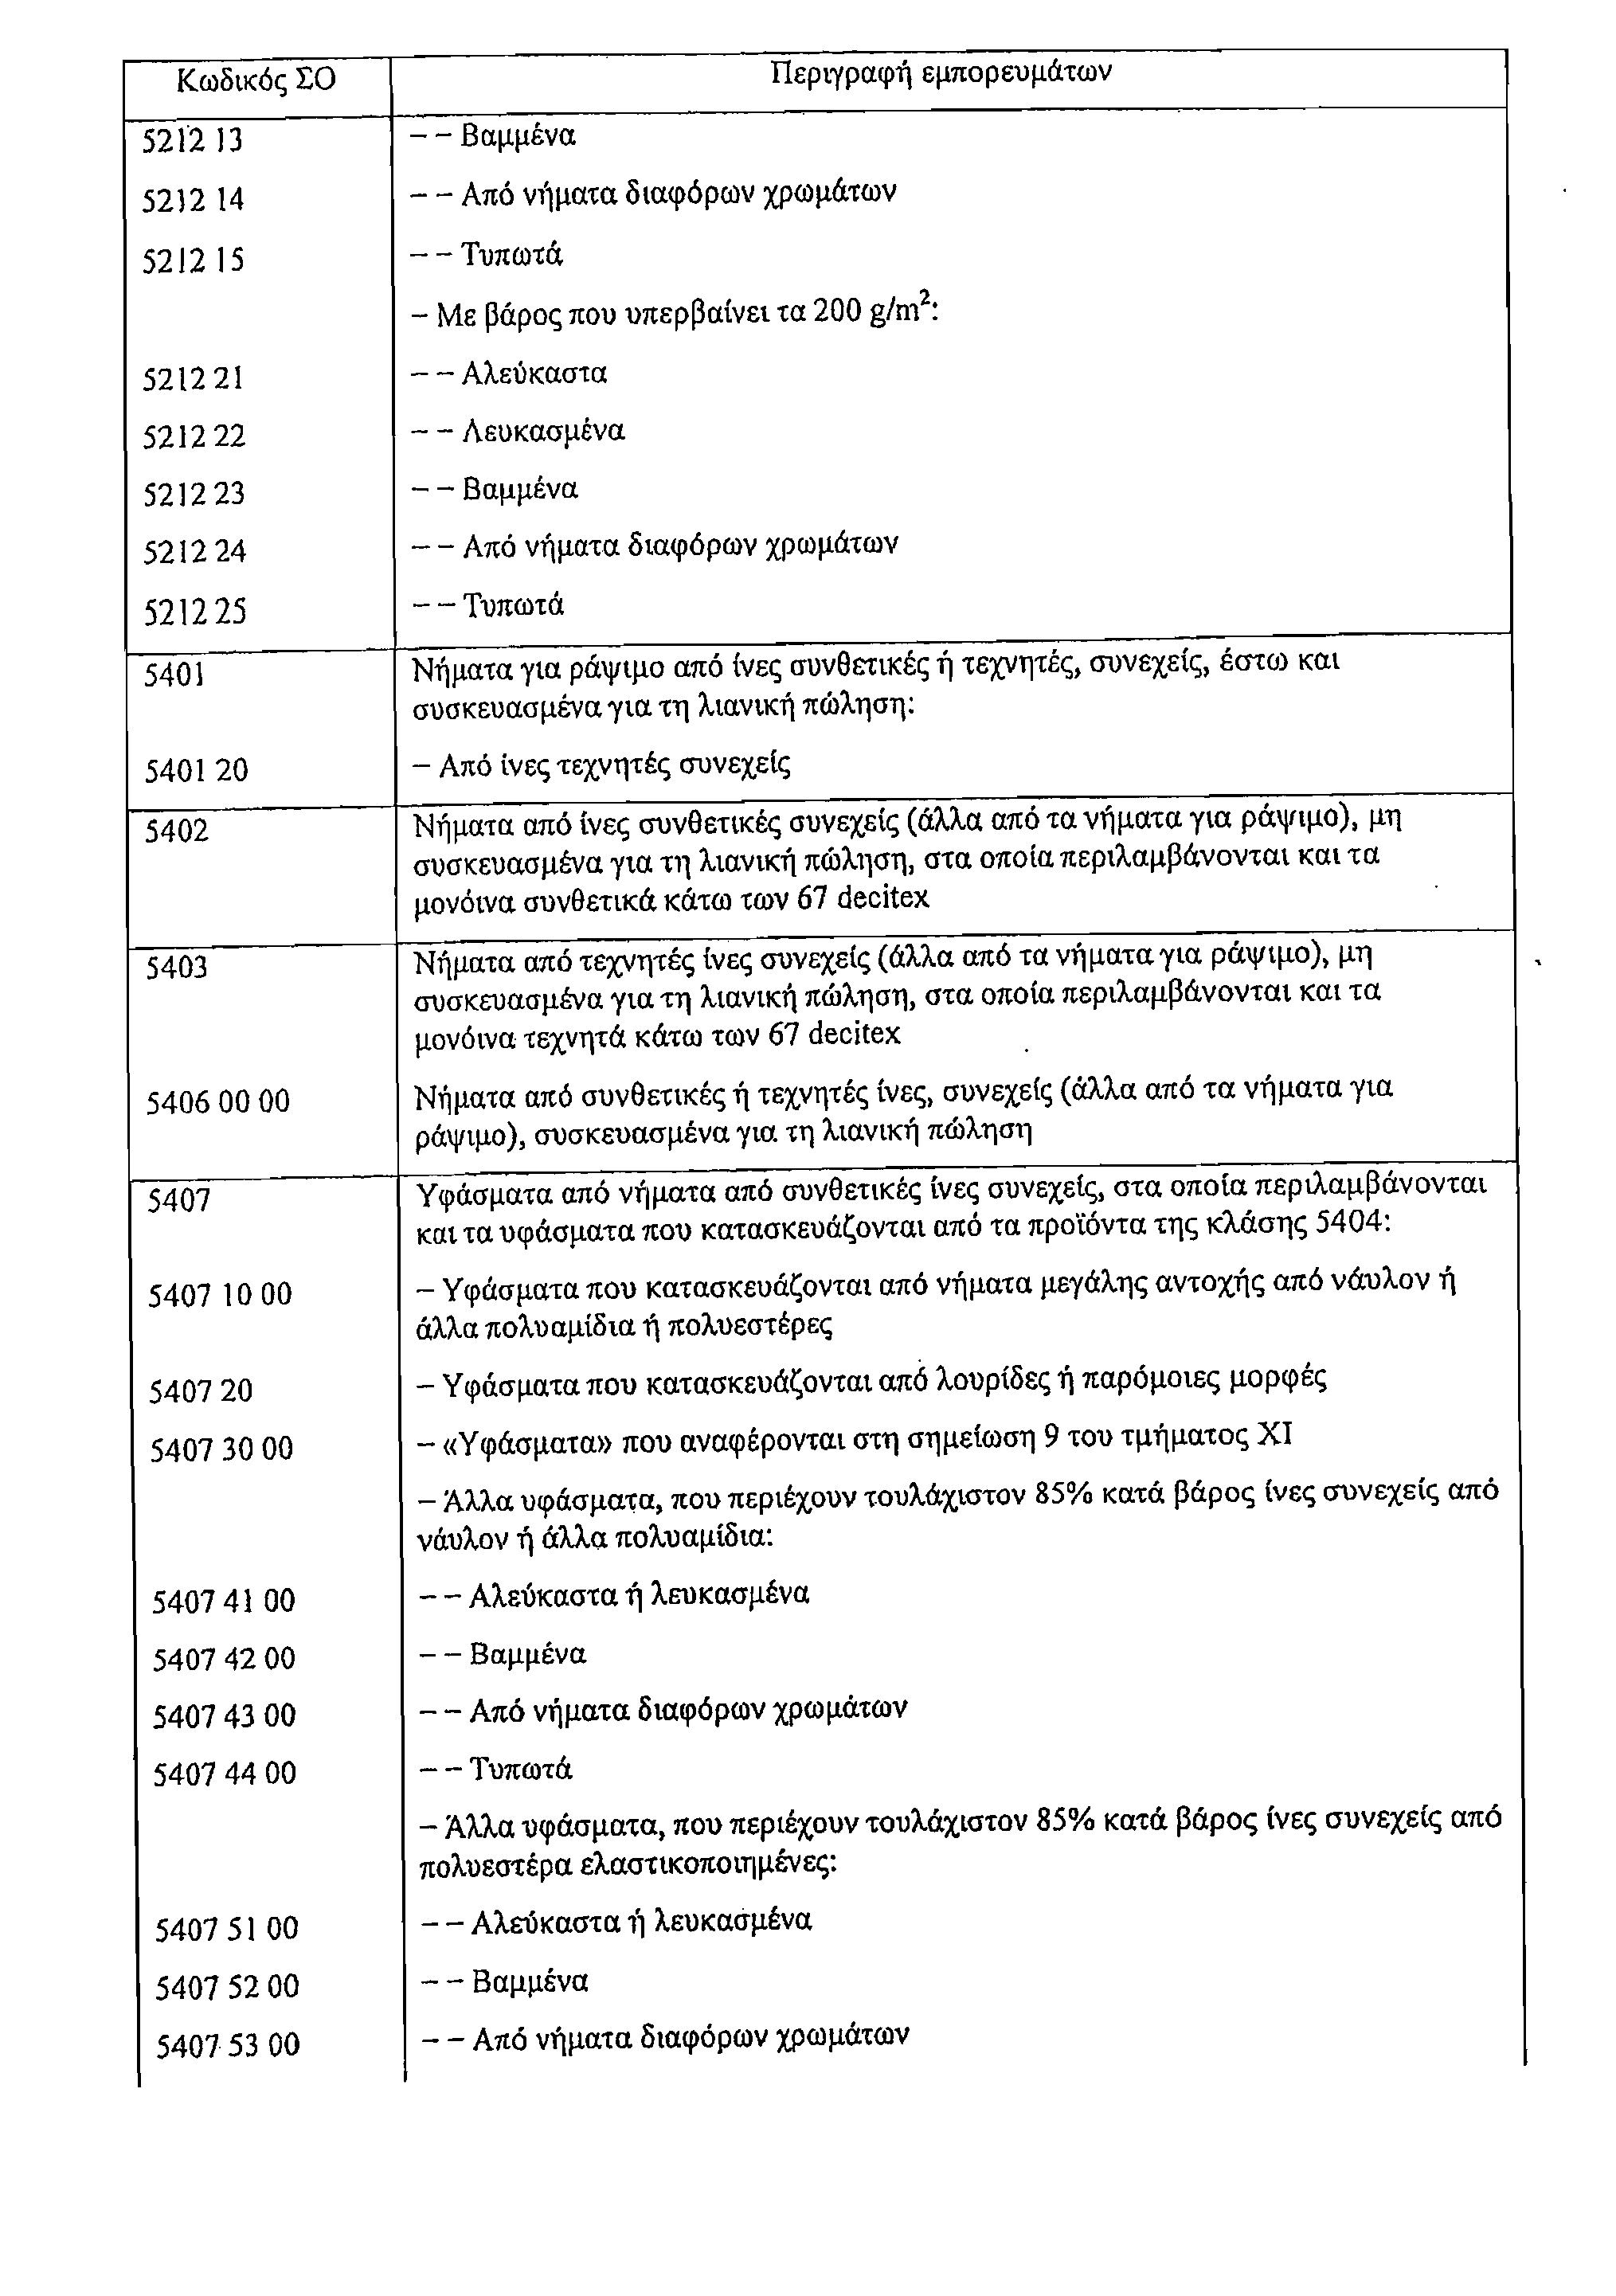 Κωδικός ΣΟ
Περιγραφή εμπορευμάτων
5212 13
– – Βαμμένα
5212 14
– – Από νήματα διαφόρων χρωμάτων
5212 15
– – Τυπωτά
– Με βάρος που υπερβαίνει τα 200 g/m²:
5212 21
– – Αλεύκαστα
5212 22
– – Λευκασμένα
5212 23
– – Βαμμένα
5212 24
– – Από νήματα διαφόρων χρωμάτων
5212 25
– – Τυπωτά
5401
Νήματα για ράψιμο από ίνες συνθετικές ή τεχνητές, συνεχείς, έστω και
συσκευασμένα για τη λιανική πώληση:
5401 20
– Από ίνες τεχνητές συνεχείς
5402
Νήματα από ίνες συνθετικές συνεχείς (άλλα από τα νήματα για ράψιμο), μη
συσκευασμένα για τη λιανική πώληση, στα οποία περιλαμβάνονται και τα
μονόινα συνθετικά κάτω των 67 decitex
5403
Νήματα από τεχνητές ίνες συνεχείς (άλλα από τα νήματα για ράψιμο), μη
συσκευασμένα για τη λιανική πώληση, στα οποία περιλαμβάνονται και τα
μονόινα τεχνητά κάτω των 67 decitex
5406 00 00
Νήματα από συνθετικές ή τεχνητές ίνες, συνεχείς (άλλα από τα νήματα για
ράψιμο), συσκευασμένα για τη λιανική πώληση
5407
Υφάσματα από νήματα από συνθετικές ίνες συνεχείς, στα οποία περιλαμβάνονται
και τα υφάσματα που κατασκευάζονται από τα προϊόντα της κλάσης 5404:
5407 10 00
– Υφάσματα που κατασκευάζονται από νήματα μεγάλης αντοχής από νάυλον ή
άλλα πολυαμίδια ή πολυεστέρες
5407 20
– Υφάσματα που κατασκευάζονται από λουρίδες ή παρόμοιες μορφές
5407 30 00
– «Υφάσματα» που αναφέρονται στη σημείωση 9 του τμήματος XI
– Άλλα υφάσματα, που περιέχουν τουλάχιστον 85% κατά βάρος ίνες συνεχείς από
νάυλον ή άλλα πολυαμίδια:
5407 41 00
– – Αλεύκαστα ή λευκασμένα
5407 42 00
– – Βαμμένα
5407 43 00
– – Από νήματα διαφόρων χρωμάτων
5407 44 00
– – Τυπωτά
– Άλλα υφάσματα, που περιέχουν τουλάχιστον 85% κατά βάρος ίνες συνεχείς από
πολυεστέρα ελαστικοποιημένες:
5407 51 00
– – Αλεύκαστα ή λευκασμένα
5407 52 00
– – Βαμμένα
5407 53 00
– – Από νήματα διαφόρων χρωμάτων